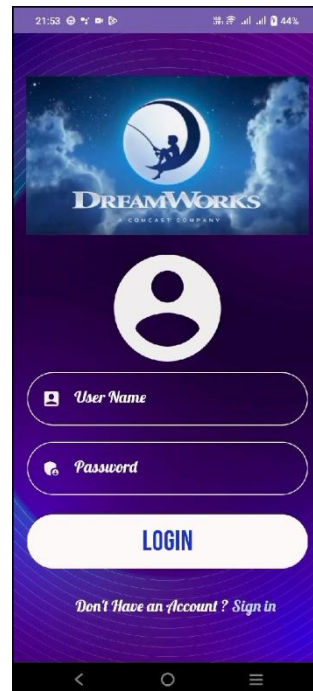 21:53 44%
DREAMWORKS
A COMCAST COMPANY
User Name
Password
LOGIN
Don't Have an Account ? Sign in